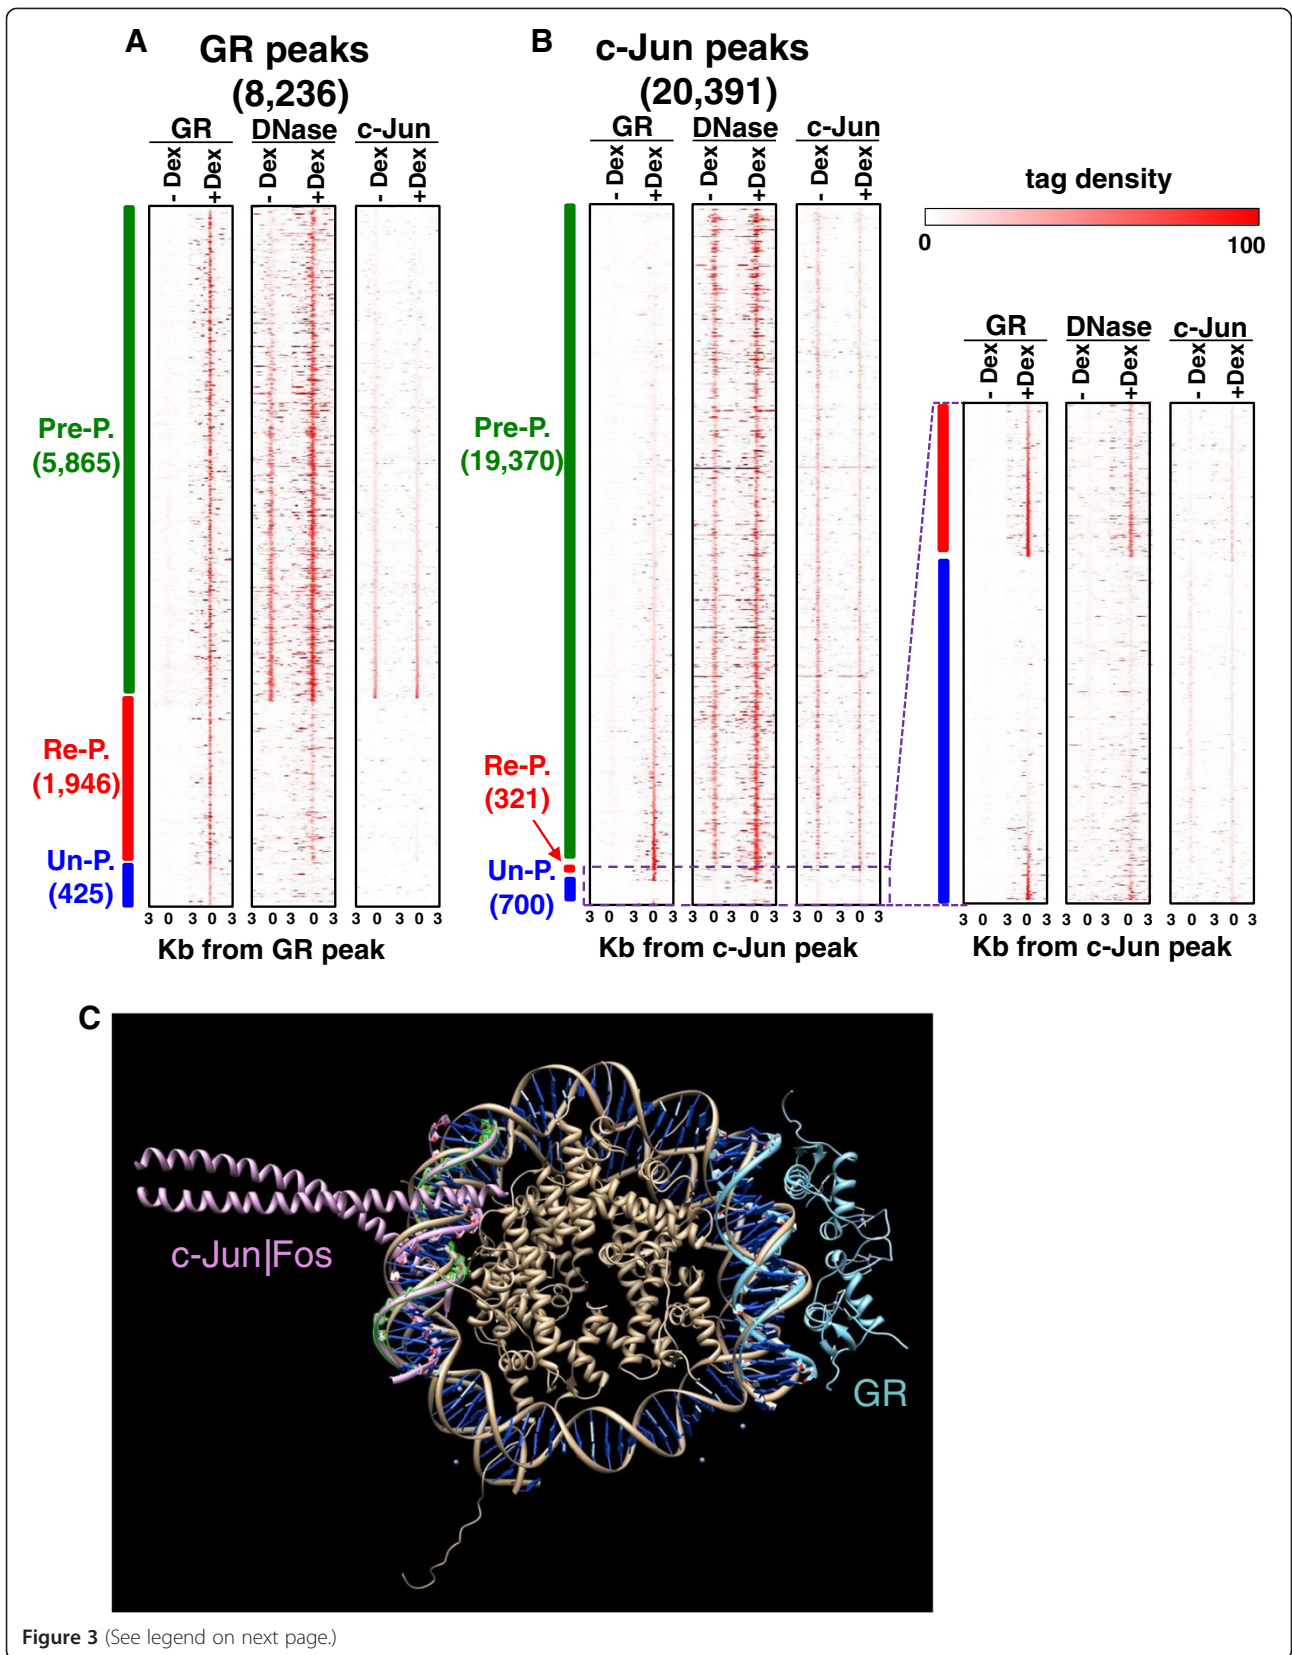 A
GR peaks
(8,236)
GR DNase c-Jun
- Dex +Dex - Dex +Dex - Dex +Dex
Pre-P.
(5,865)
Re-P.
(1,946)
Un-P.
(425)
3 0 3 0 3 3 0 3 0 3 3 0 3 0 3
Kb from GR peak
B
c-Jun peaks
(20,391)
GR DNase c-Jun
- Dex +Dex - Dex +Dex - Dex +Dex
Pre-P.
(19,370)
Re-P.
(321)
Un-P.
(700)
3 0 3 0 3 3 0 3 0 3 3 0 3 0 3
Kb from c-Jun peak
tag density
0 100
GR DNase c-Jun
- Dex +Dex - Dex +Dex - Dex +Dex
3 0 3 0 3 3 0 3 0 3 3 0 3 0 3
Kb from c-Jun peak
C
c-Jun|Fos
GR
Figure 3 (See legend on next page.)